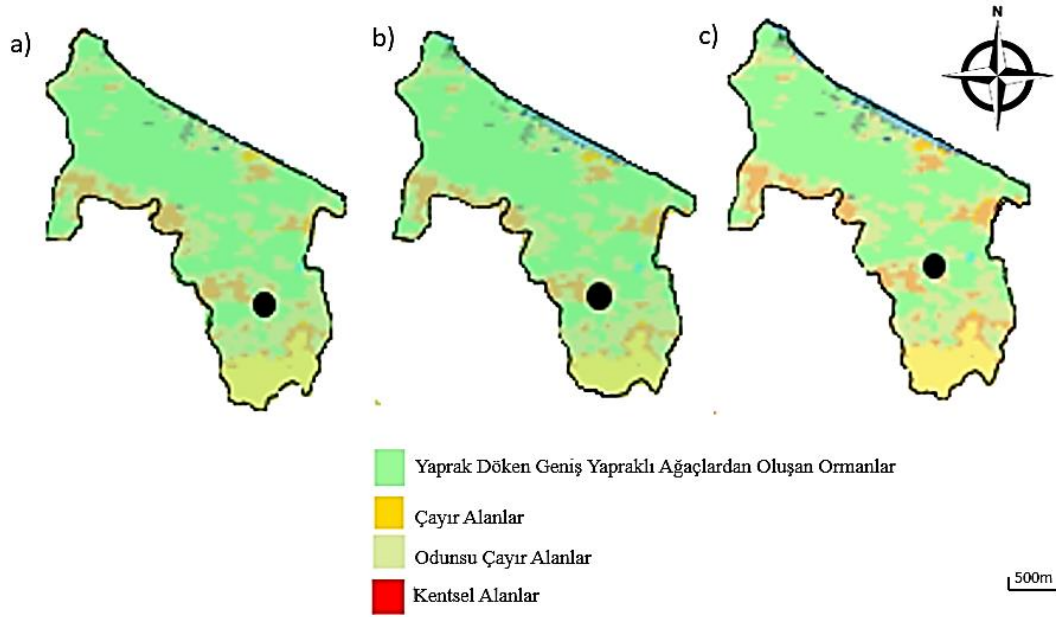 a)
b)
c)
N
Yaprak Döken Geniş Yapraklı Ağaçlardan Oluşan Ormanlar
Çayır Alanlar
Odunsu Çayır Alanlar
Kentsel Alanlar
500m